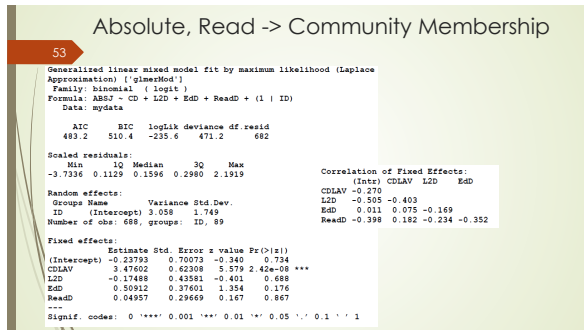 Absolute, Read -> Community Membership
53
Generalized linear mixed model fit by maximum likelihood (Laplace
Approximation) ['glmerMod']
Family: binomial ( logit )
Formula: ABSJ ~ CD + L2D + EdD + ReadD + (1 | ID)
Data: mydata
AIC BIC logLik deviance df.resid
483.2 510.4 -235.6 471.2 682
Scaled residuals:
Min 1Q Median 3Q Max
-3.7336 0.1129 0.1596 0.2980 2.1919
Random effects:
Groups Name Variance Std.Dev.
ID (Intercept) 3.058 1.749
Number of obs: 688, groups: ID, 89
Fixed effects:
Estimate Std. Error z value Pr(>|z|)
(Intercept) -0.23793 0.70073 -0.340 0.734
CDLAV 3.47602 0.62308 5.579 2.42e-08 ***
L2D -0.17488 0.43581 -0.401 0.688
EdD 0.50912 0.37601 1.354 0.176
ReadD 0.04957 0.29669 0.167 0.867
---
Signif. codes: 0 '***' 0.001 '**' 0.01 '*' 0.05 '.' 0.1 ' ' 1
Correlation of Fixed Effects:
(Intr) CDLAV L2D EdD
CDLAV -0.270
L2D -0.505 -0.403
EdD 0.011 0.075 -0.169
ReadD -0.398 0.182 -0.234 -0.352